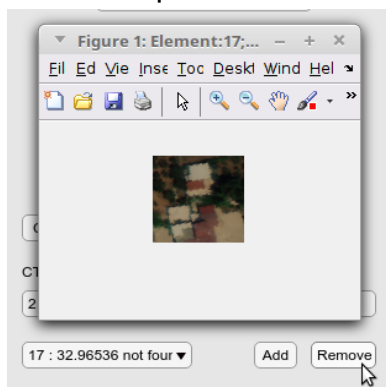 Figure 1: Element:17;...
Fil Ed Vie Inse Toc Deskt Wind Hel
CT
2
17 : 32.96536 not four
Add
Remove